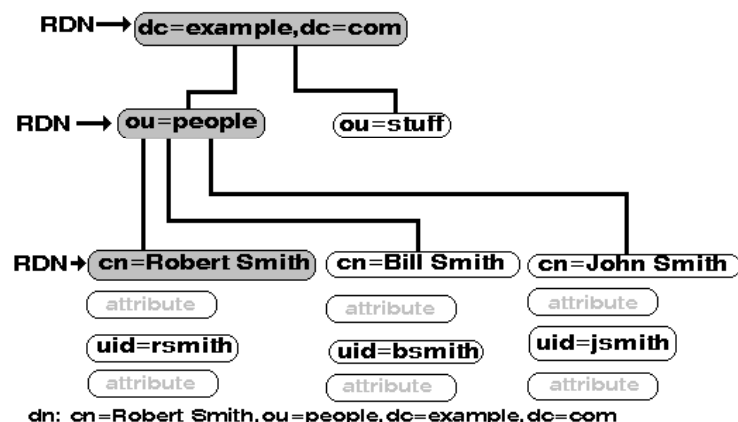 RDN
dc=example,dc=com
RDN
ou=people
ou=stuff
RDN
cn=Robert Smith
cn=Bill Smith
cn=John Smith
attribute
attribute
attribute
uid=rsmith
uid=bsmith
uid=jsmith
attribute
attribute
attribute
dn: cn=Robert Smith,ou=people,dc=example,dc=com